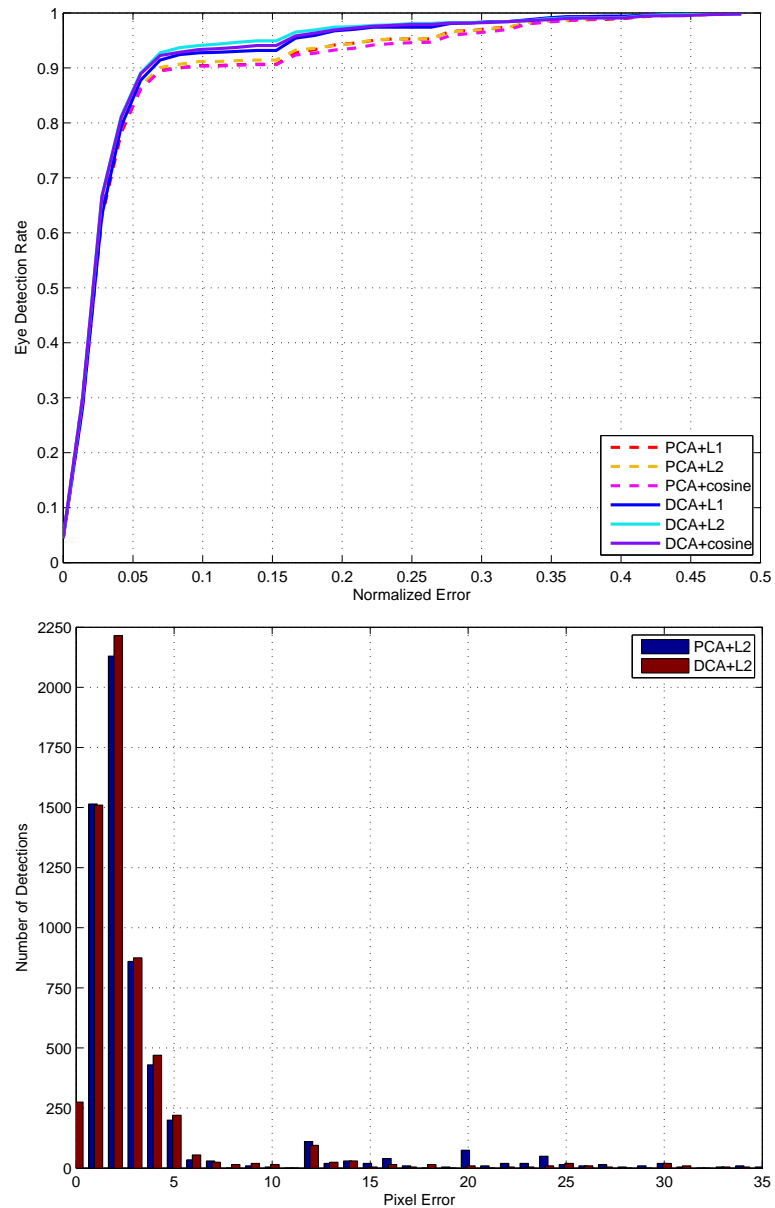 1
0.9
0.8
0.7
0.6
0.5
0.4
0.3
0.2
0.1
0
Eye Detection Rate
PCA+L1
PCA+L2
PCA+cosine
DCA+L1
DCA+L2
DCA+cosine
0 0.05 0.1 0.15 0.2 0.25 0.3 0.35 0.4 0.45 0.5
Normalized Error
2250
2000
1750
1500
1250
1000
750
500
250
0
Number of Detections
PCA+L2
DCA+L2
0 5 10 15 20 25 30 35
Pixel Error